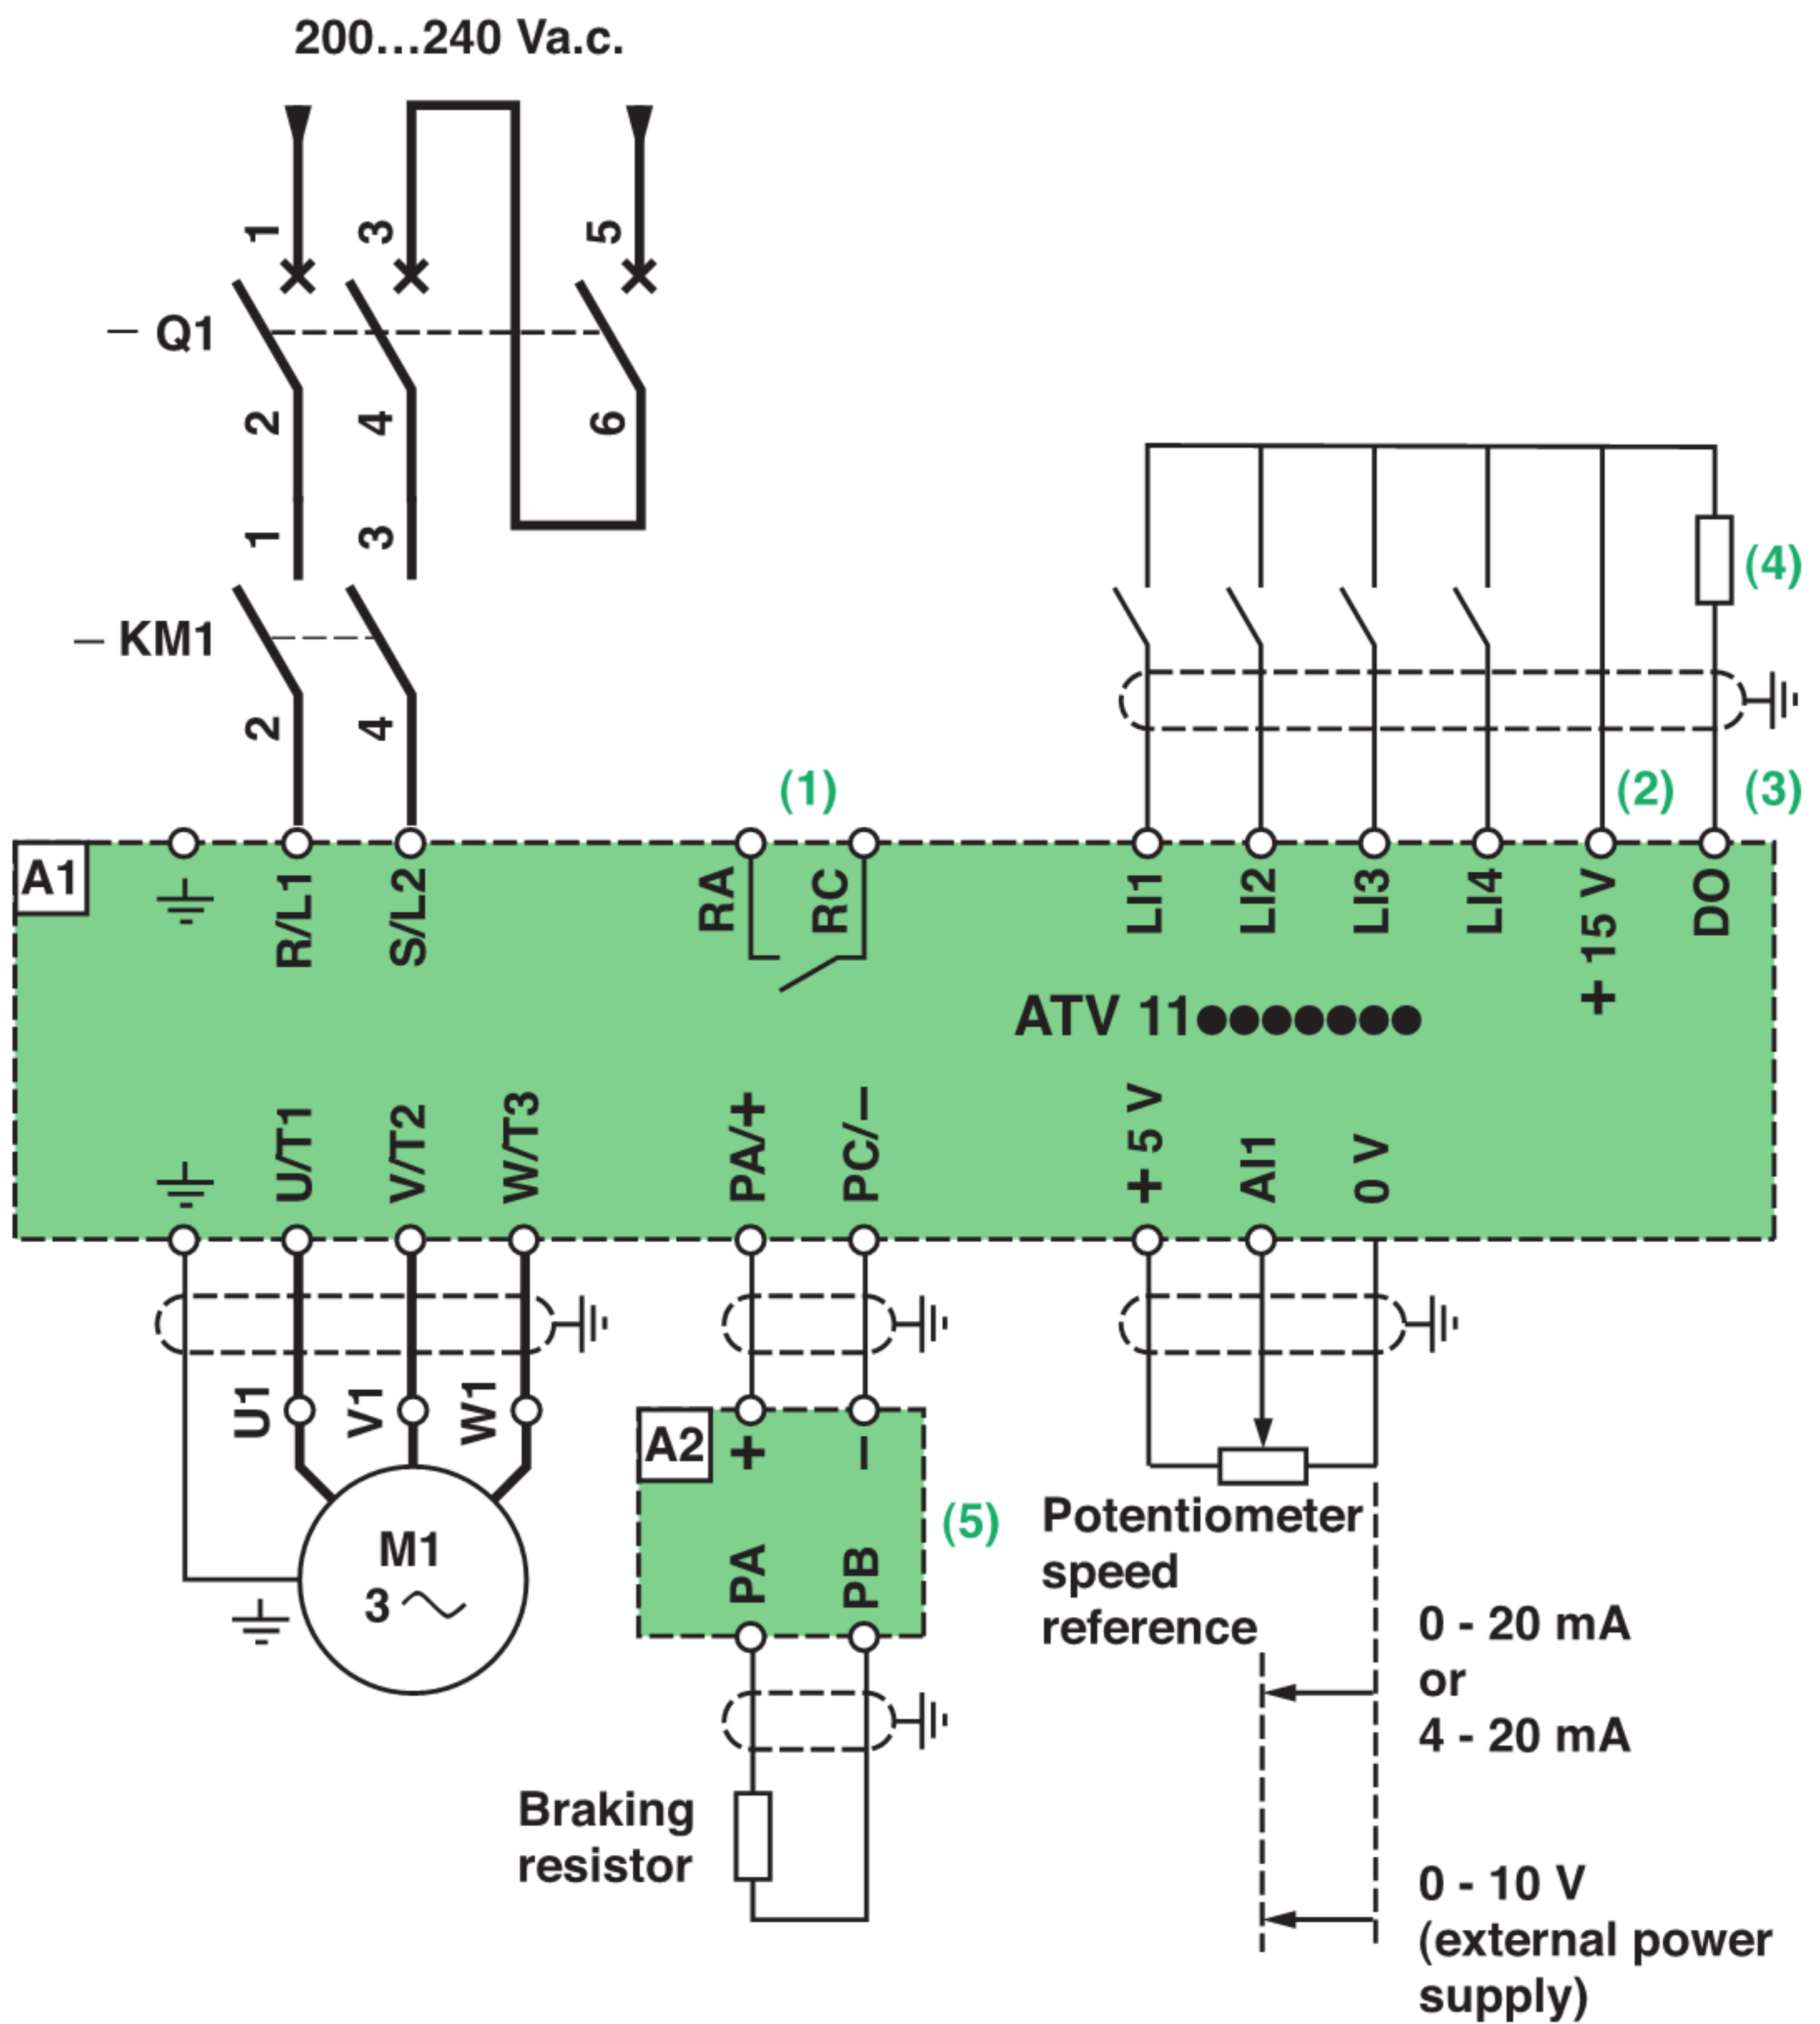 200...240 Va.c.
1
3
5
– Q1
2
4
6
1
3
(4)
– KM1
2
4
(1)
(2)
(3)
A1
R/L1
S/L2
RA
RC
LI1
LI2
LI3
LI4
+ 15 V
DO
ATV 11●●●●●●●
U/T1
V/T2
W/T3
PA/+
PC/–
+ 5 V
AI1
0 V
U1
V1
W1
M1
3
A2
+
–
PA
PB
(5)
Potentiometer
speed
reference
0 - 20 mA
or
4 - 20 mA
Braking
resistor
0 - 10 V
(external power
supply)